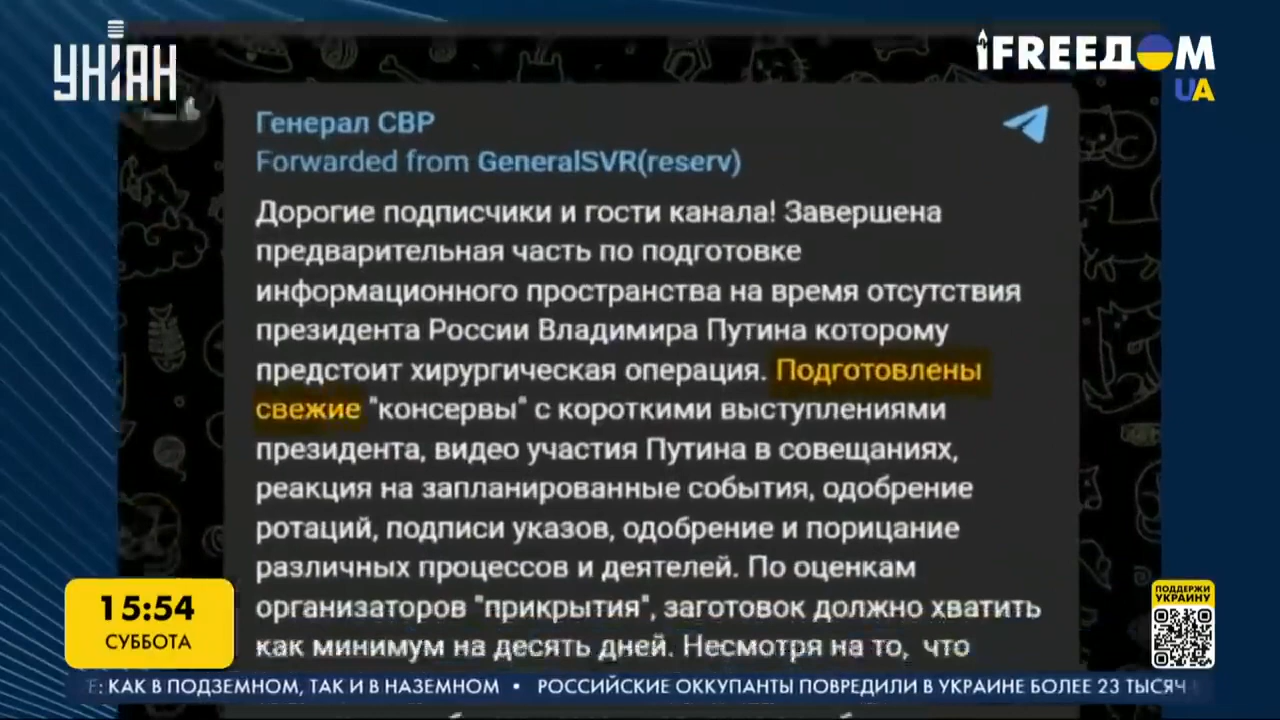 УНІАН
FREEДОМ
UA
Генерал СВР
Forwarded from GeneralSVR(reserv)
Дорогие подписчики и гости канала! Завершена
предварительная часть по подготовке
информационного пространства на время отсутствия
президента России Владимира Путина которому
предстоит хирургическая операция. Подготовлены
свежие "консервы" с короткими выступлениями
президента, видео участия Путина в совещаниях,
реакция на запланированные события, одобрение
ротаций, подписи указов, одобрение и порицание
различных процессов и деятелей. По оценкам
организаторов "прикрытия", заготовок должно хватить
как минимум на десять дней. Несмотря на то, что
15:54
СУББОТА
ПОДДЕРЖИ
УКРАИНУ
: КАК В ПОДЗЕМНОМ, ТАК И В НАЗЕМНОМ • РОССИЙСКИЕ ОККУПАНТЫ ПОВРЕДИЛИ В УКРАИНЕ БОЛЕЕ 23 ТЫСЯЧ